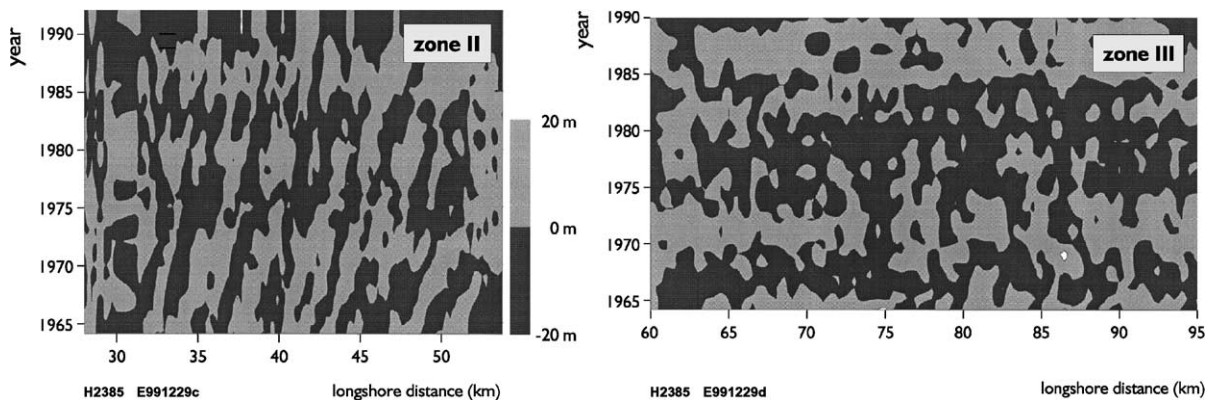 year
1990
1985
1980
1975
1970
1965
zone II
30 35 40 45 50
H2385 E991229c
longshore distance (km)
20 m
0 m
-20 m
year
1990
1985
1980
1975
1970
1965
zone III
60 65 70 75 80 85 90 95
H2385 E991229d
longshore distance (km)